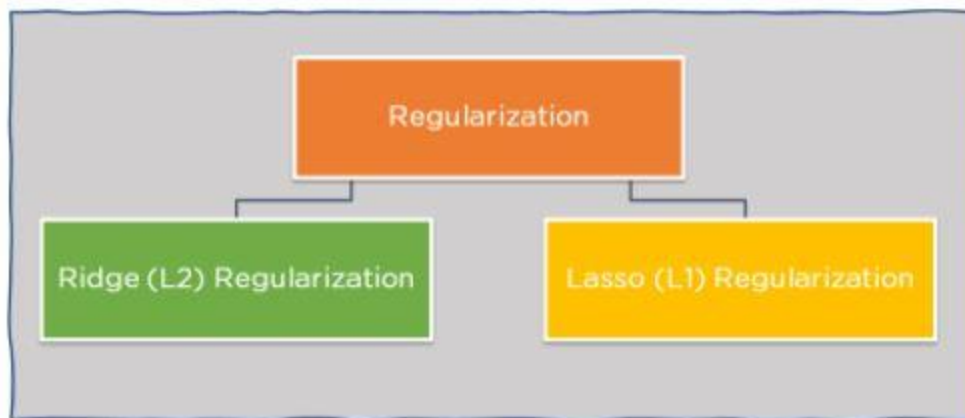 Regularization
Ridge (L2) Regularization
Lasso (L1) Regularization